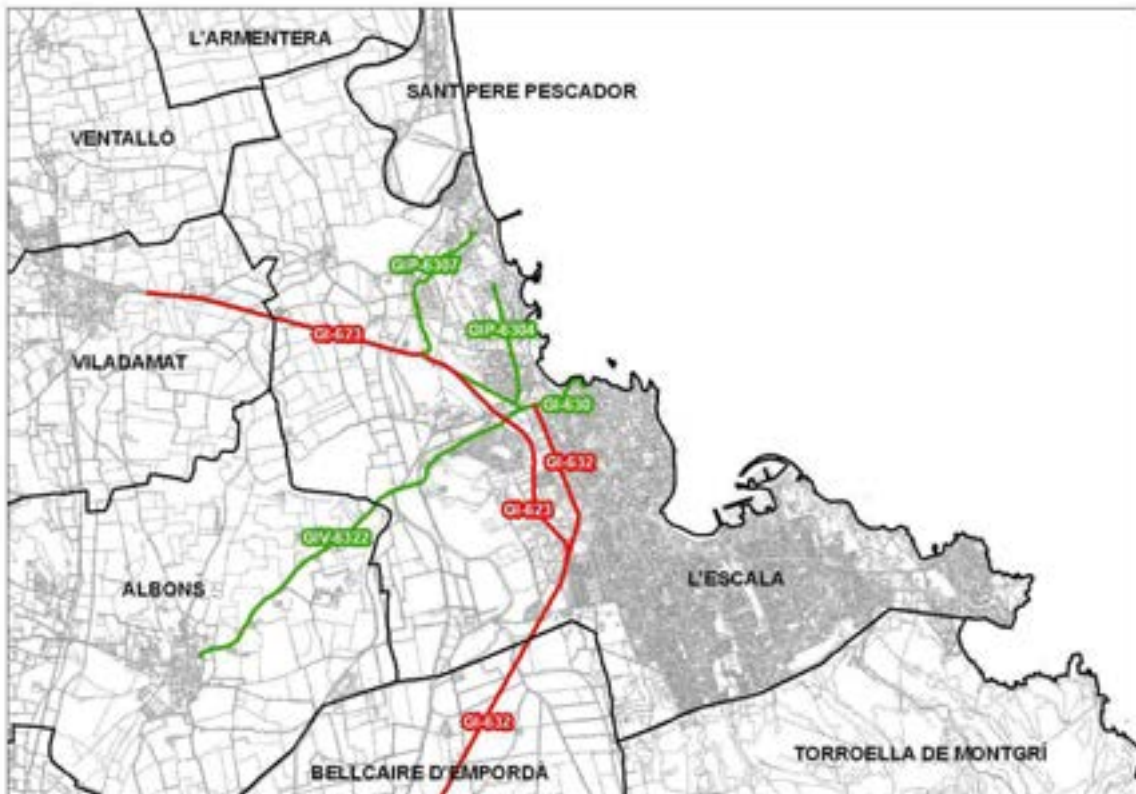 L'ARMENTERA
SANT PERE PESCADOR
VENTALLÓ
GIP-6307
GI-623
GIP-6304
VILADAMAT
GI-630
GI-632
GI-623
GIV-6322
ALBONS
L'ESCALA
GI-632
TORROELLA DE MONTGRÍ
BELLCAIRE D'EMPORDÀ